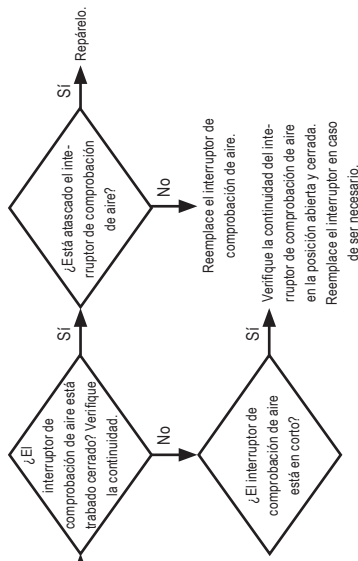 ¿El
interruptor de
comprobación de aire está
trabado cerrado? Verifique
la continuidad.
Sí
¿Está atascado el inte-
rruptor de comprobación
de aire?
Sí
Repárelo.
No
Reemplace el interruptor de
comprobación de aire.
No
¿El interruptor de
comprobación de aire
está en corto?
Sí
Verifique la continuidad del inte-
rruptor de comprobación de aire
en la posición abierta y cerrada.
Reemplace el interruptor en caso
de ser necesario.